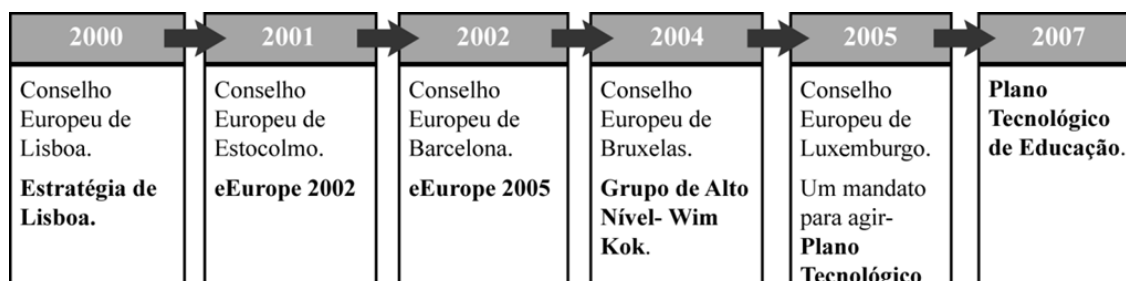 2000
2001
2002
2004
2005
2007
Conselho
Europeu de
Lisboa.
Estratégia de
Lisboa.
Conselho
Europeu de
Estocolmo.
eEurope 2002
Conselho
Europeu de
Barcelona.
eEurope 2005
Conselho
Europeu de
Bruxelas.
Grupo de Alto
Nível- Wim
Kok.
Conselho
Europeu de
Luxemburgo.
Um mandato
para agir-
Plano
Tecnológico
Plano
Tecnológico
de Educação.